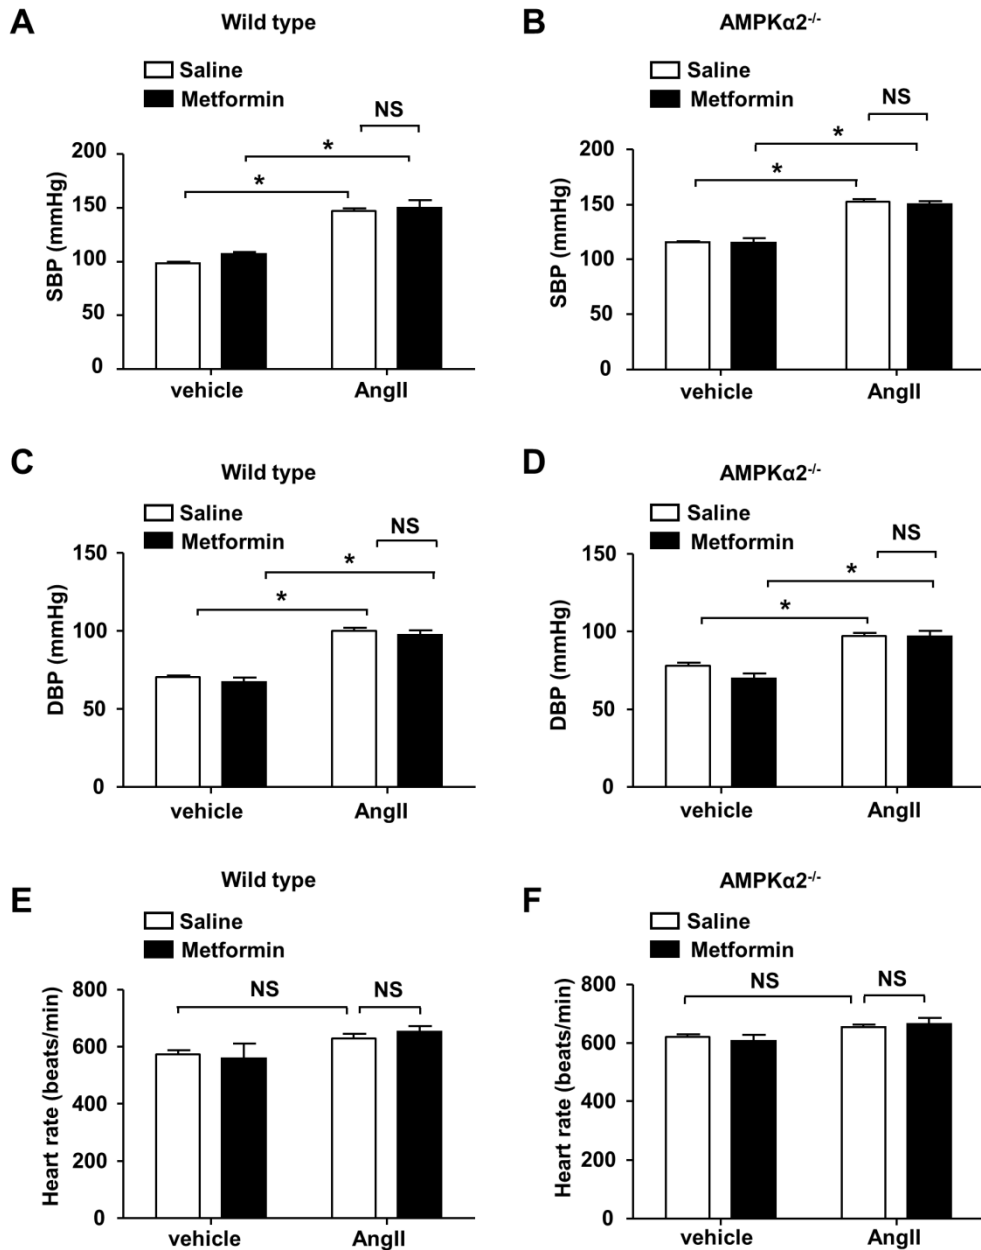 A
Wild type
Saline
Metformin
NS
*
*
SBP (mmHg)
200
150
100
50
0
vehicle
AngII
B
AMPKα2-/-
Saline
Metformin
NS
*
*
SBP (mmHg)
200
150
100
50
0
vehicle
AngII
C
Wild type
Saline
Metformin
NS
*
*
DBP (mmHg)
150
100
50
0
vehicle
AngII
D
AMPKα2-/-
Saline
Metformin
NS
*
*
DBP (mmHg)
150
100
50
0
vehicle
AngII
E
Wild type
Saline
Metformin
NS
NS
Heart rate (beats/min)
800
600
400
200
0
vehicle
AngII
F
AMPKα2-/-
Saline
Metformin
NS
NS
Heart rate (beats/min)
800
600
400
200
0
vehicle
AngII